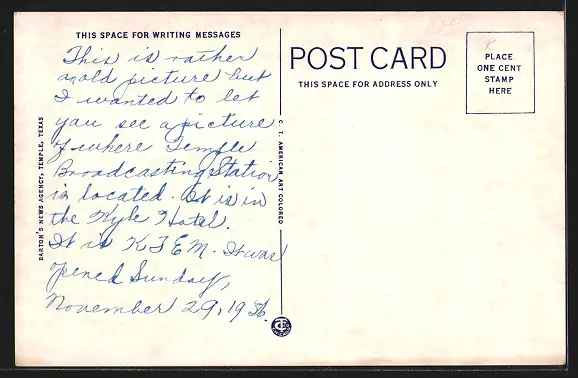 THIS SPACE FOR WRITING MESSAGES
This is rather
an old picture but
I wanted to let
you see a picture
of where Temple
Broadcasting Station
is located. It is in
the Kyle Hotel.
It is KTEM. It was
opened Sunday,
November 29, 1936.
BARTON'S NEWS AGENCY, TEMPLE, TEXAS
C. T. AMERICAN ART COLORED
POST CARD
THIS SPACE FOR ADDRESS ONLY
PLACE
ONE CENT
STAMP
HERE